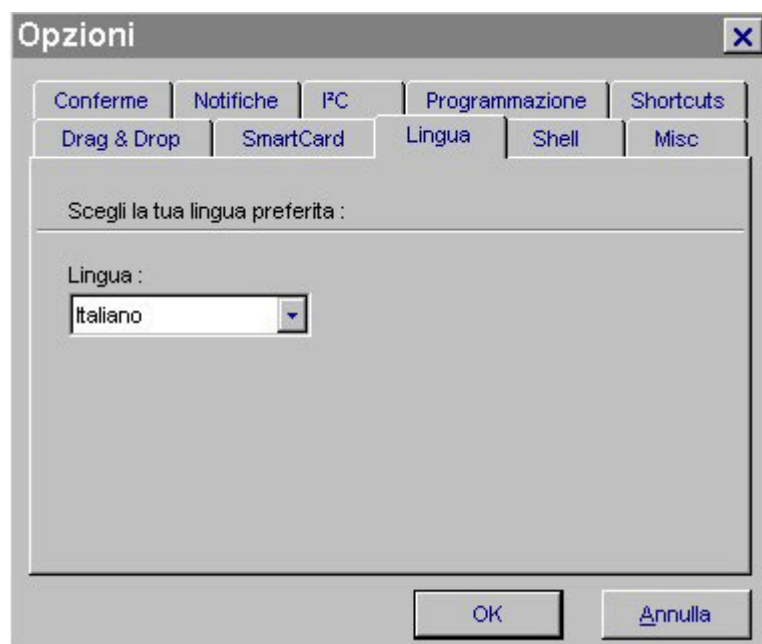 Opzioni
Conferme Notifiche I²C Programmazione Shortcuts
Drag & Drop SmartCard Lingua Shell Misc
Scegli la tua lingua preferita :
Lingua :
Italiano
OK Annulla